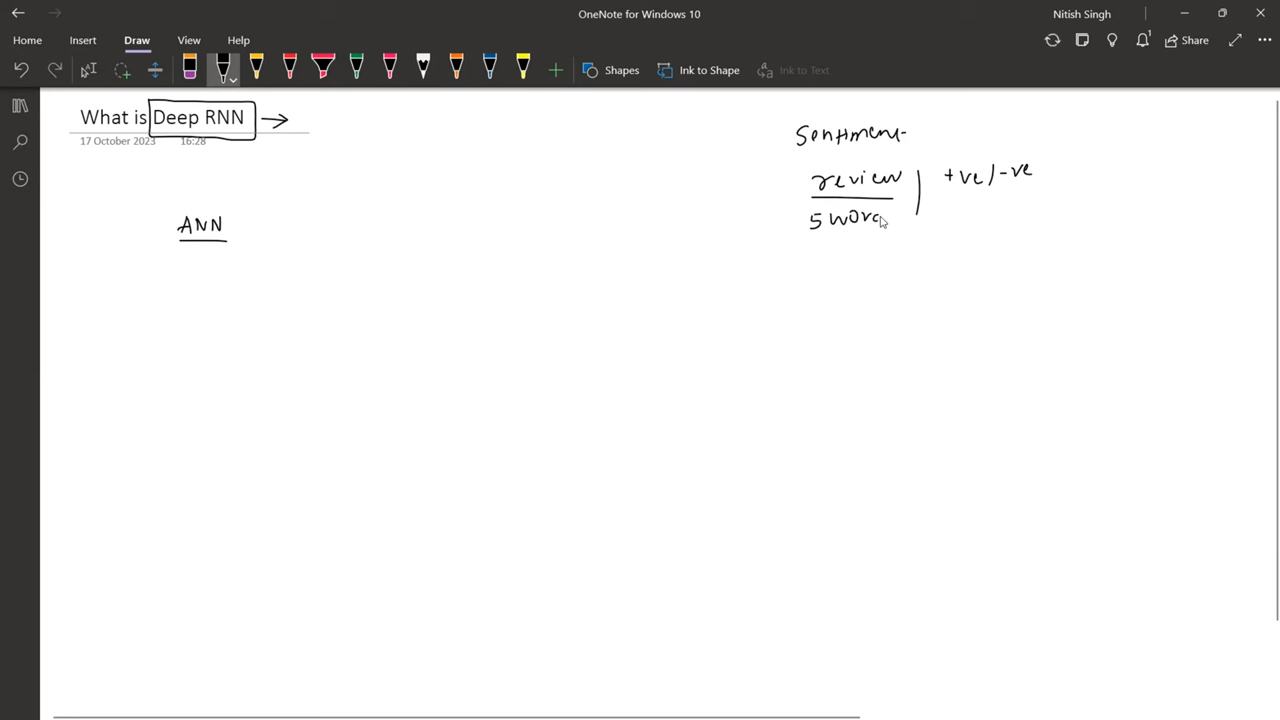 OneNote for Windows 10
Nitish Singh
Home Insert Draw View Help
Share
Shapes Ink to Shape Ink to Text
What is Deep RNN →
17 October 2023 16:28
Sentiment
review +ve/-ve
5 word
ANN